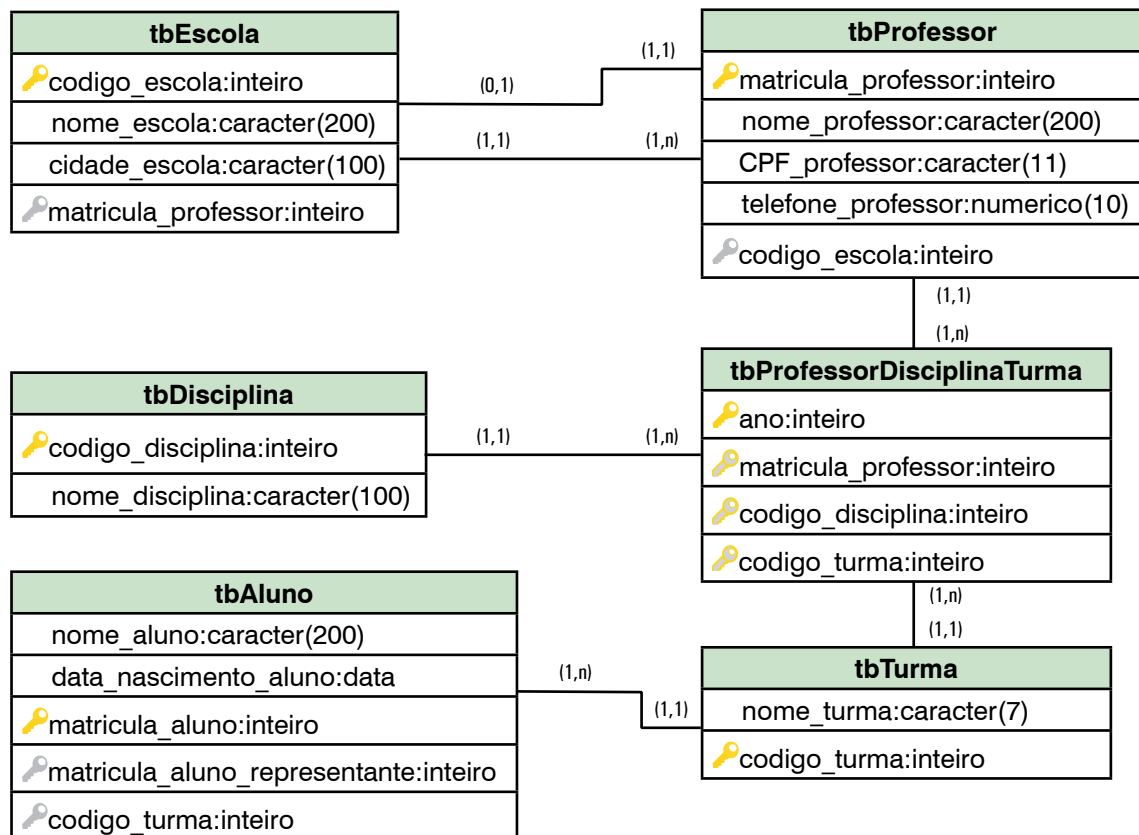 tbEscola
codigo_escola:inteiro
nome_escola:caracter(200)
cidade_escola:caracter(100)
matricula_professor:inteiro
(0,1)
(1,1)
(1,1)
(1,n)
tbProfessor
matricula_professor:inteiro
nome_professor:caracter(200)
CPF_professor:caracter(11)
telefone_professor:numerico(10)
codigo_escola:inteiro
(1,1)
(1,n)
tbDisciplina
codigo_disciplina:inteiro
nome_disciplina:caracter(100)
(1,1)
(1,n)
tbProfessorDisciplinaTurma
ano:inteiro
matricula_professor:inteiro
codigo_disciplina:inteiro
codigo_turma:inteiro
(1,n)
(1,1)
tbAluno
nome_aluno:caracter(200)
data_nascimento_aluno:data
matricula_aluno:inteiro
matricula_aluno_representante:inteiro
codigo_turma:inteiro
(1,n)
(1,1)
tbTurma
nome_turma:caracter(7)
codigo_turma:inteiro